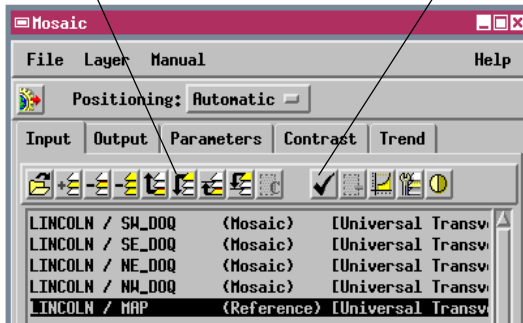 Mosaic
File Layer Manual Help
Positioning: Automatic
Input Output Parameters Contrast Trend
LINCOLN / SW_DOQ (Mosaic) [Universal Transv
LINCOLN / SE_DOQ (Mosaic) [Universal Transv
LINCOLN / NE_DOQ (Mosaic) [Universal Transv
LINCOLN / NW_DOQ (Mosaic) [Universal Transv
LINCOLN / MAP (Reference) [Universal Transv